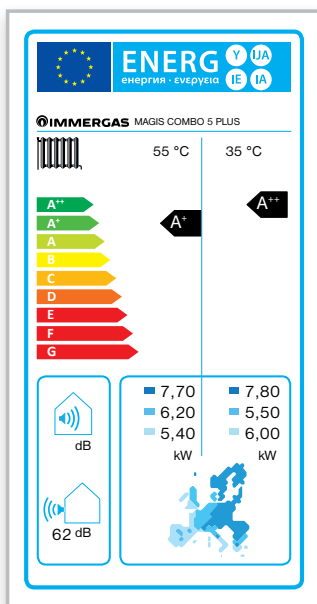 ENERG Y IJA
енергия · ενεργεια IE IA
IMMERGAS MAGIS COMBO 5 PLUS
55 °C 35 °C
A++ A++
A+ A+
A
B
C
D
E
F
G
7,70 7,80
6,20 5,50
5,40 6,00
dB kW kW
62 dB